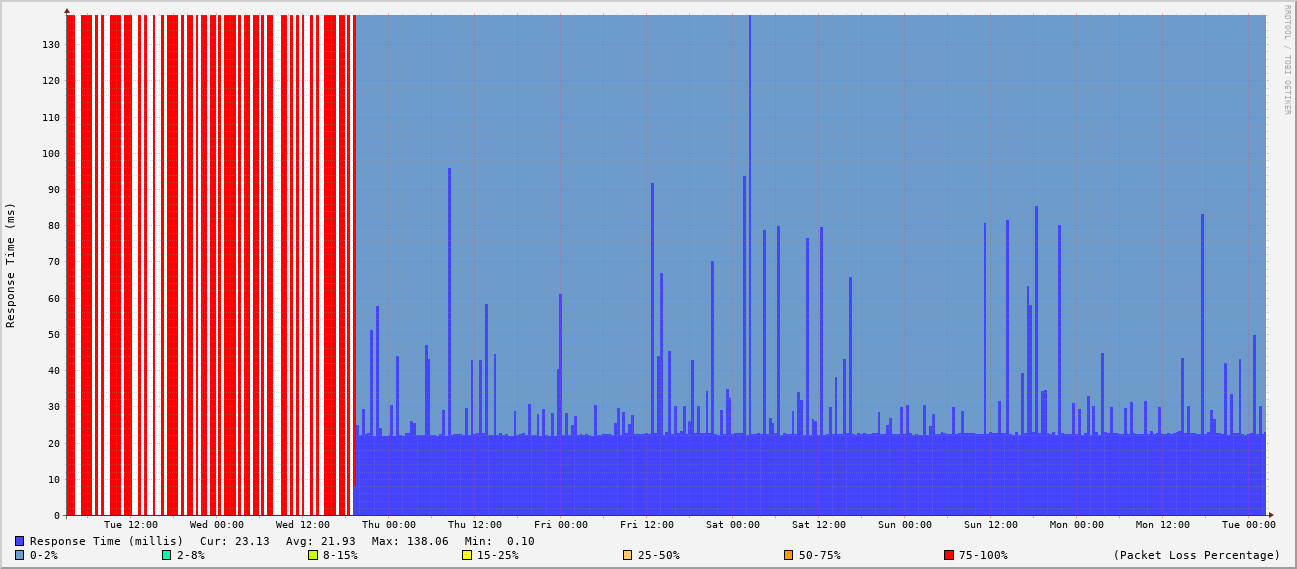 RRDTOOL / TOBI OETIKER
Response Time (ms)
130
120
110
100
90
80
70
60
50
40
30
20
10
0
Tue 12:00 Wed 00:00 Wed 12:00 Thu 00:00 Thu 12:00 Fri 00:00 Fri 12:00 Sat 00:00 Sat 12:00 Sun 00:00 Sun 12:00 Mon 00:00 Mon 12:00 Tue 00:00
Response Time (millis) Cur: 23.13 Avg: 21.93 Max: 138.06 Min: 0.10
0-2% 2-8% 8-15% 15-25% 25-50% 50-75% 75-100% (Packet Loss Percentage)